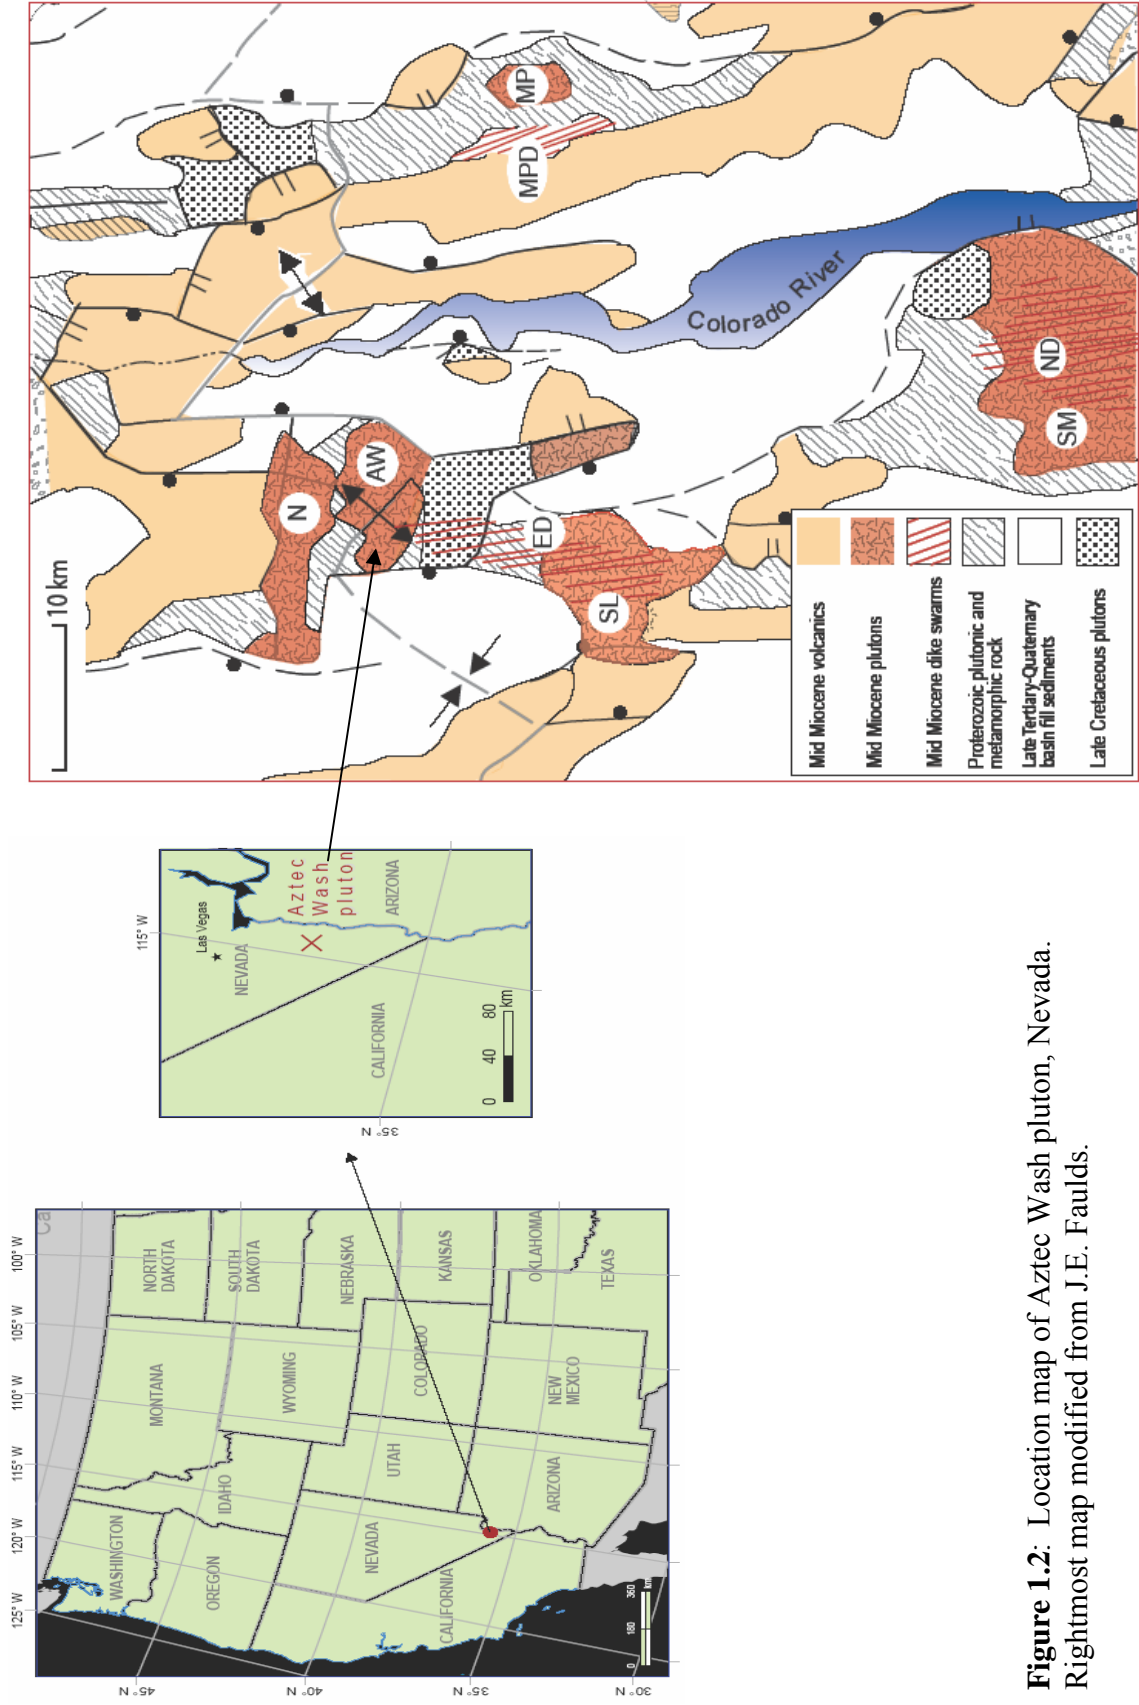 Ca
125° W
120° W
115° W
110° W
105° W
100° W
45° N
40° N
35° N
30° N
WASHINGTON
OREGON
CALIFORNIA
NEVADA
IDAHO
MONTANA
WYOMING
UTAH
COLORADO
ARIZONA
NEW
MEXICO
NORTH
DAKOTA
SOUTH
DAKOTA
NEBRASKA
KANSAS
OKLAHOMA
TEXAS
0 180 360
km
115° W
35° N
Las Vegas
NEVADA
CALIFORNIA
ARIZONA
Aztec
Wash
pluton
0 40 80
km
10 km
N
AW
ED
SL
MP
MPD
ND
SM
Colorado River
Mid Miocene volcanics
Mid Miocene plutons
Mid Miocene dike swarms
Proterozoic plutonic and
metamorphic rock
Late Tertiary-Quaternary
basin fill sediments
Late Cretaceous plutons
Figure 1.2: Location map of Aztec Wash pluton, Nevada.
Rightmost map modified from J.E. Faulds.